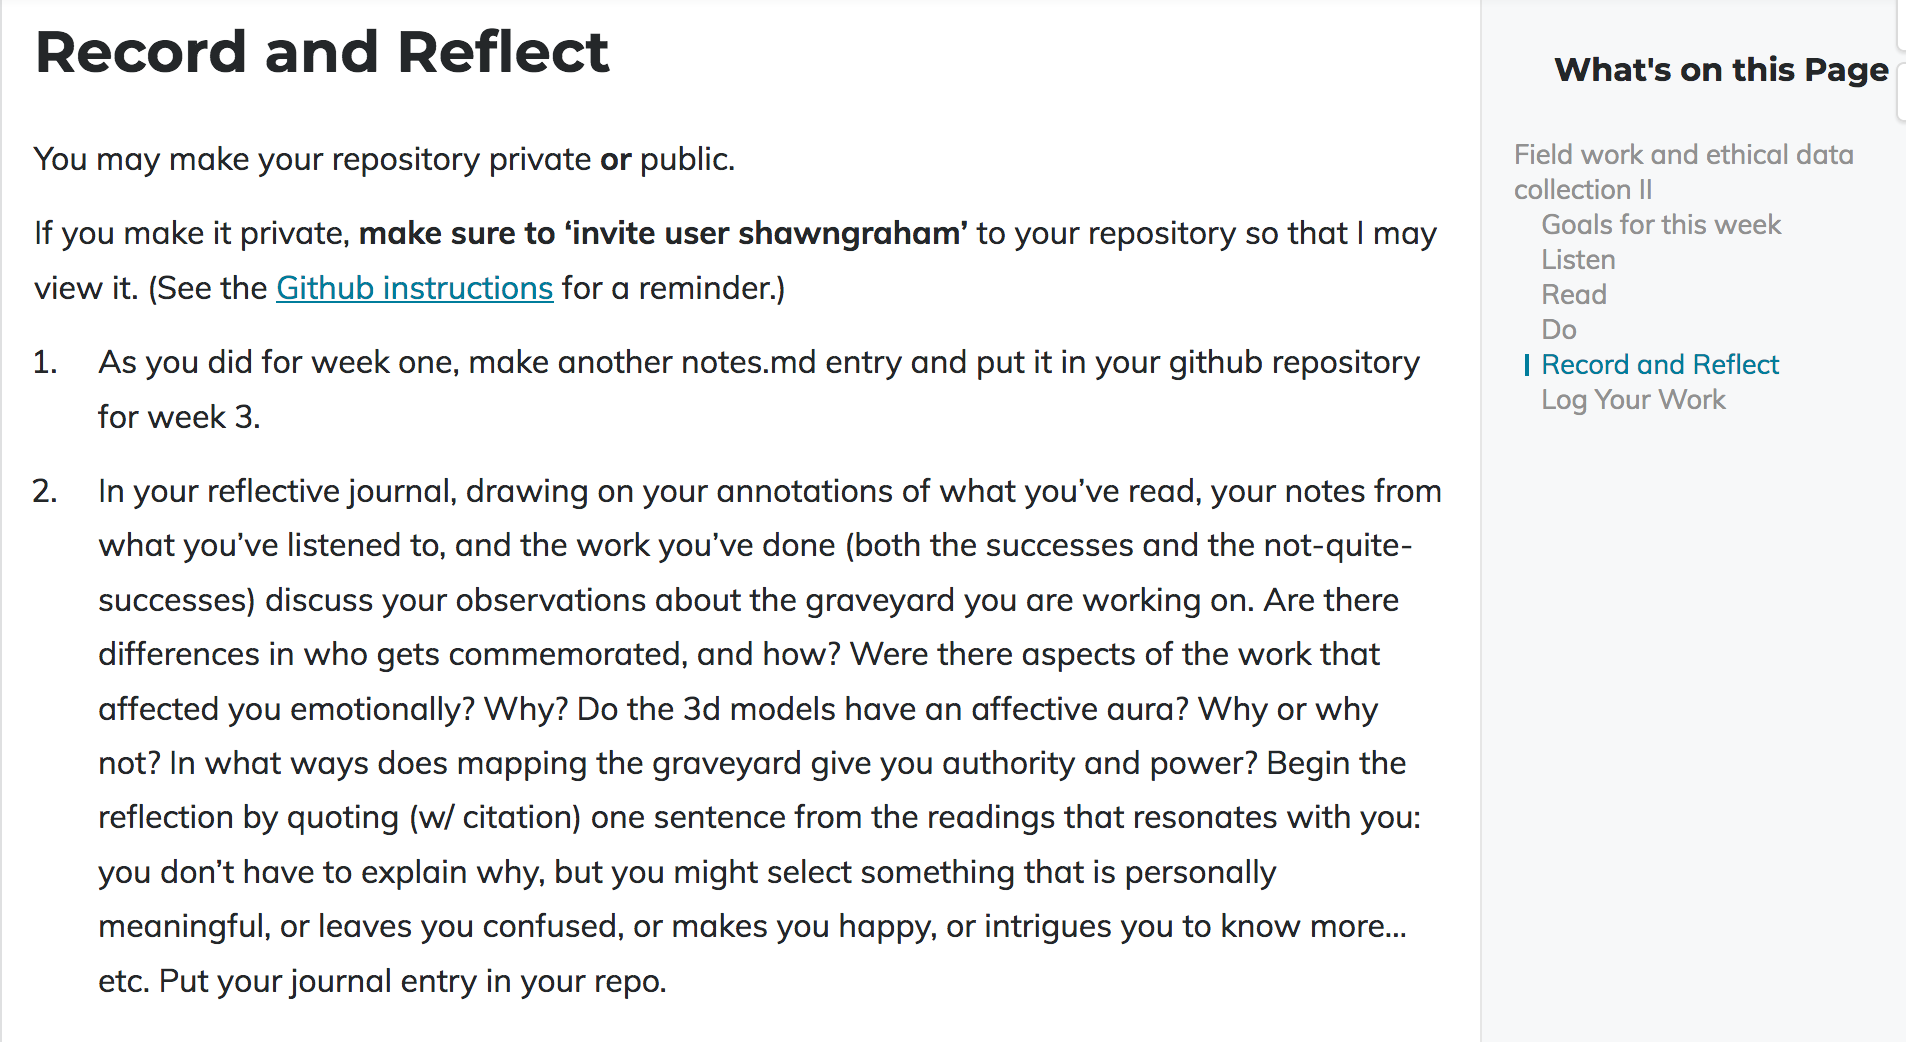 Record and Reflect
You may make your repository private or public.
If you make it private, make sure to ‘invite user shawngraham’ to your repository so that I may
view it. (See the Github instructions for a reminder.)
1. As you did for week one, make another notes.md entry and put it in your github repository
for week 3.
2. In your reflective journal, drawing on your annotations of what you’ve read, your notes from
what you’ve listened to, and the work you’ve done (both the successes and the not-quite-
successes) discuss your observations about the graveyard you are working on. Are there
differences in who gets commemorated, and how? Were there aspects of the work that
affected you emotionally? Why? Do the 3d models have an affective aura? Why or why
not? In what ways does mapping the graveyard give you authority and power? Begin the
reflection by quoting (w/ citation) one sentence from the readings that resonates with you:
you don’t have to explain why, but you might select something that is personally
meaningful, or leaves you confused, or makes you happy, or intrigues you to know more...
etc. Put your journal entry in your repo.
What's on this Page
Field work and ethical data
collection II
Goals for this week
Listen
Read
Do
Record and Reflect
Log Your Work